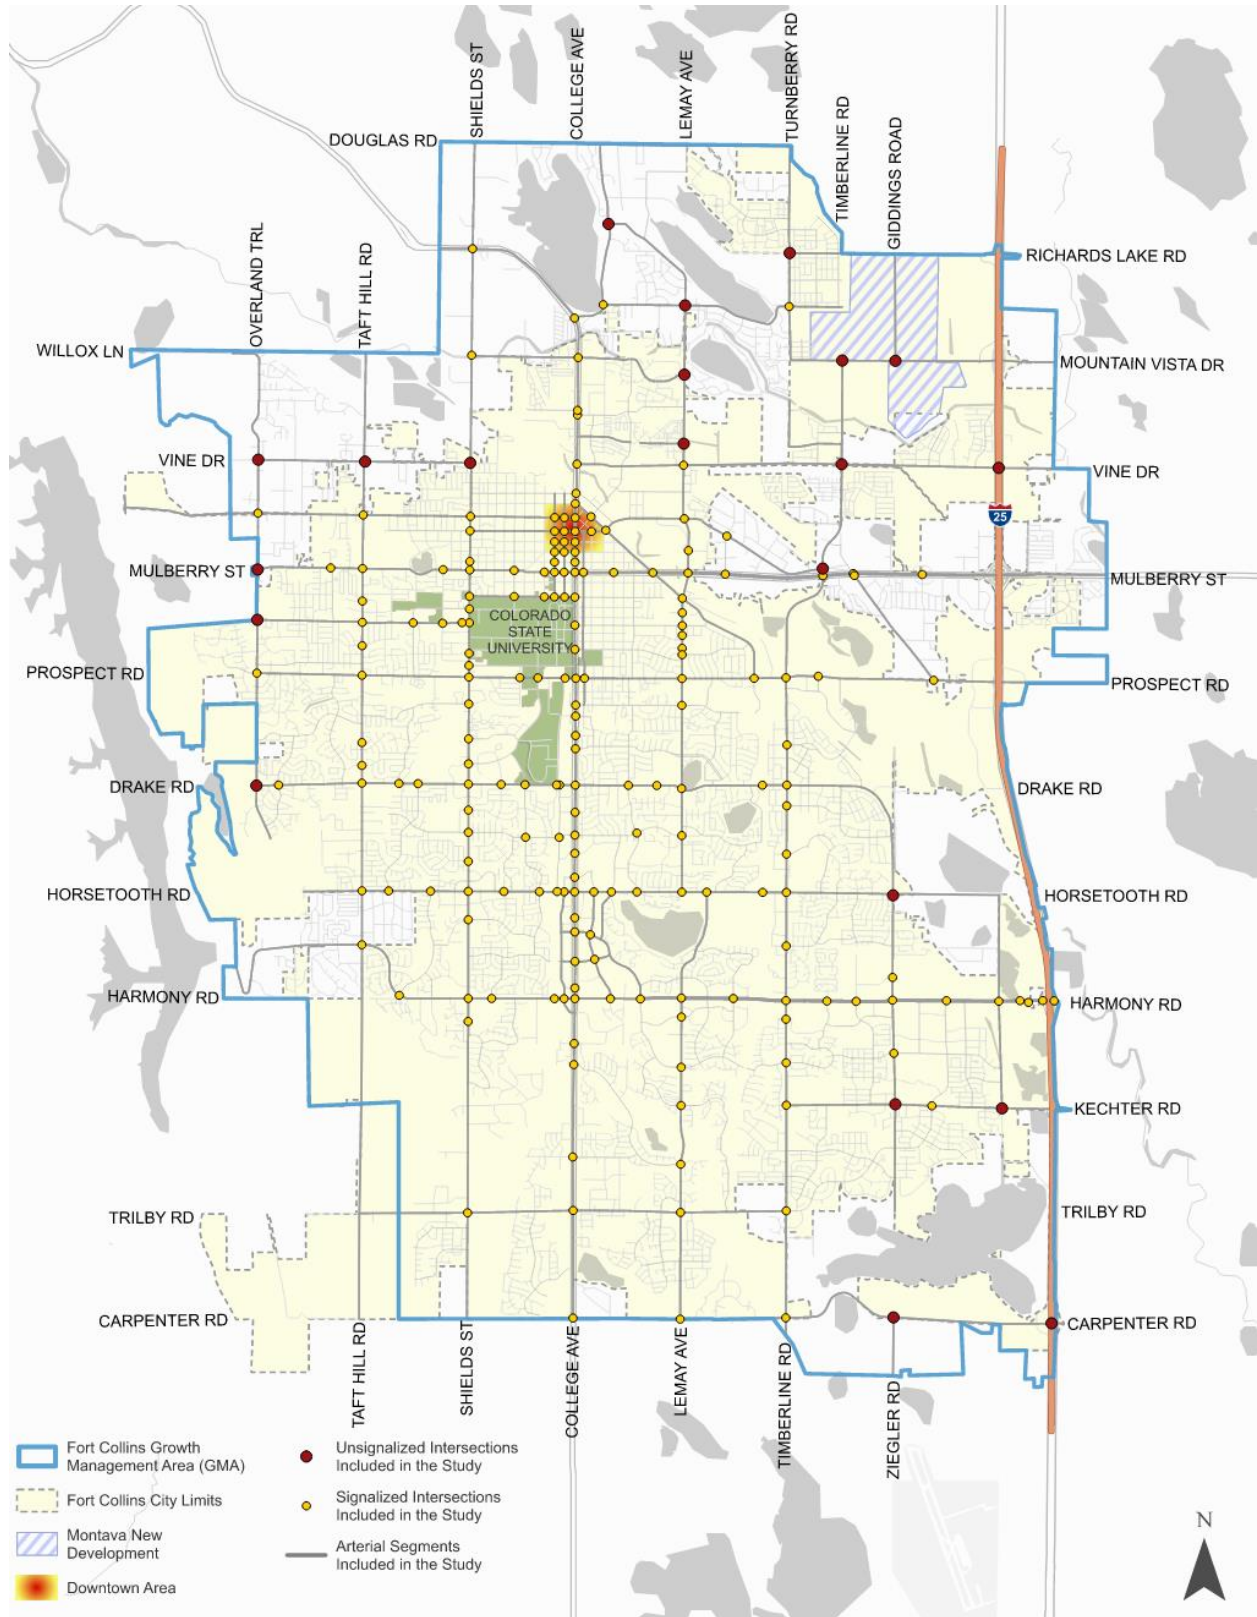 SHIELDS ST
COLLEGE AVE
LEMAY AVE
TURNBERRY RD
TIMBERLINE RD
GIDDINGS ROAD
DOUGLAS RD
OVERLAND TRL
TAFT HILL RD
RICHARDS LAKE RD
WILLOX LN
MOUNTAIN VISTA DR
VINE DR
VINE DR
25
MULBERRY ST
MULBERRY ST
COLORADO
STATE
UNIVERSITY
PROSPECT RD
PROSPECT RD
DRAKE RD
DRAKE RD
HORSETOOTH RD
HORSETOOTH RD
HARMONY RD
HARMONY RD
KECHTER RD
TRILBY RD
TRILBY RD
CARPENTER RD
CARPENTER RD
TAFT HILL RD
SHIELDS ST
COLLEGE AVE
LEMAY AVE
TIMBERLINE RD
ZIEGLER RD
Fort Collins Growth
Management Area (GMA)
Fort Collins City Limits
Montava New
Development
Downtown Area
Unsignalized Intersections
Included in the Study
Signalized Intersections
Included in the Study
Arterial Segments
Included in the Study
N